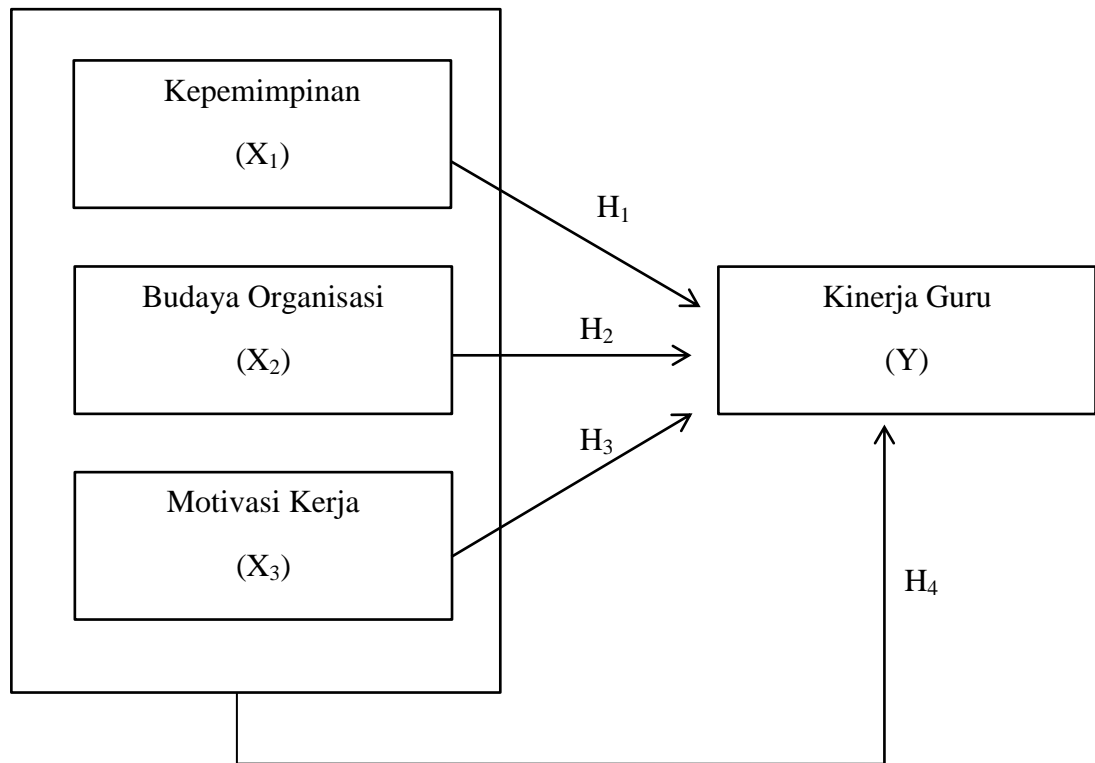 Kepemimpinan
(X₁)
H₁
Budaya Organisasi
(X₂)
H₂
Kinerja Guru
(Y)
H₃
Motivasi Kerja
(X₃)
H₄